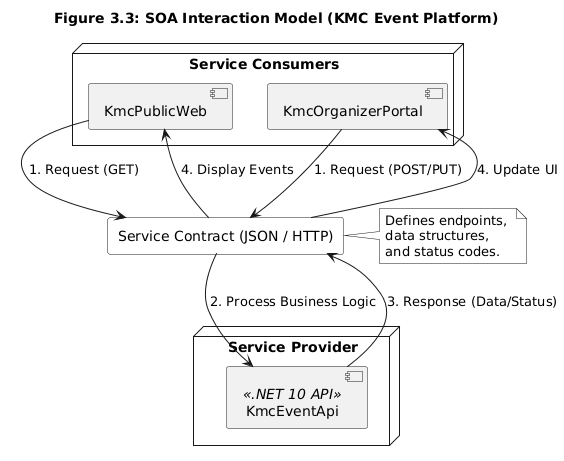 Figure 3.3: SOA Interaction Model (KMC Event Platform)
Service Consumers
KmcPublicWeb
KmcOrganizerPortal
1. Request (GET)
4. Display Events
1. Request (POST/PUT)
4. Update UI
Service Contract (JSON / HTTP)
Defines endpoints,
data structures,
and status codes.
2. Process Business Logic
3. Response (Data/Status)
Service Provider
«.NET 10 API»
KmcEventApi